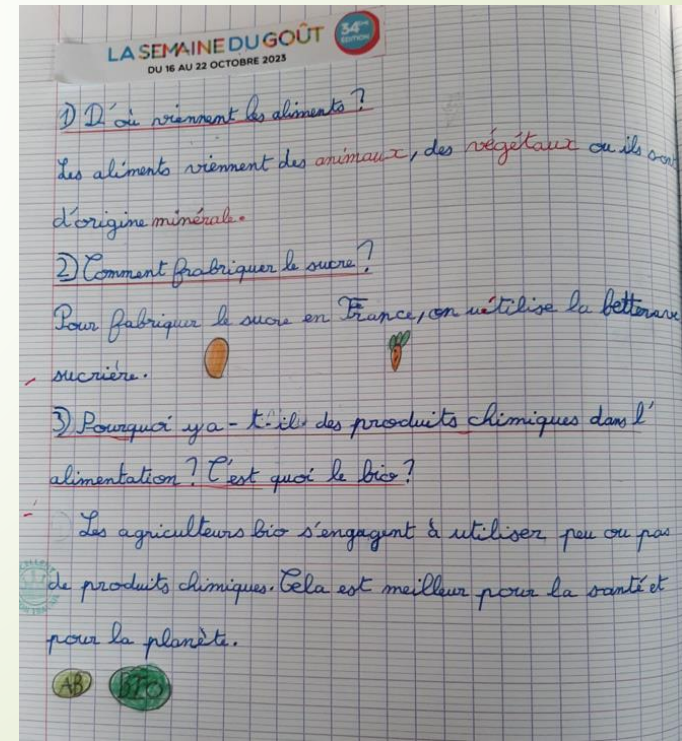 LA SEMAINE DU GOÛT
34ÈME ÉDITION
DU 16 AU 22 OCTOBRE 2023
1) D'où viennent les aliments ?
Les aliments viennent des animaux, des végétaux ou ils sont
d'origine minérale.
2) Comment frabriquer le sucre ?
Pour fabriquer le sucre en France, on utilise la betterave
sucrière.
3) Pourquoi y a-t-il des produits chimiques dans l'
alimentation ? C'est quoi le bio ?
Les agriculteurs bio s'engagent à utiliser peu ou pas
de produits chimiques. Cela est meilleur pour la santé et
pour la planète.
AB BIO